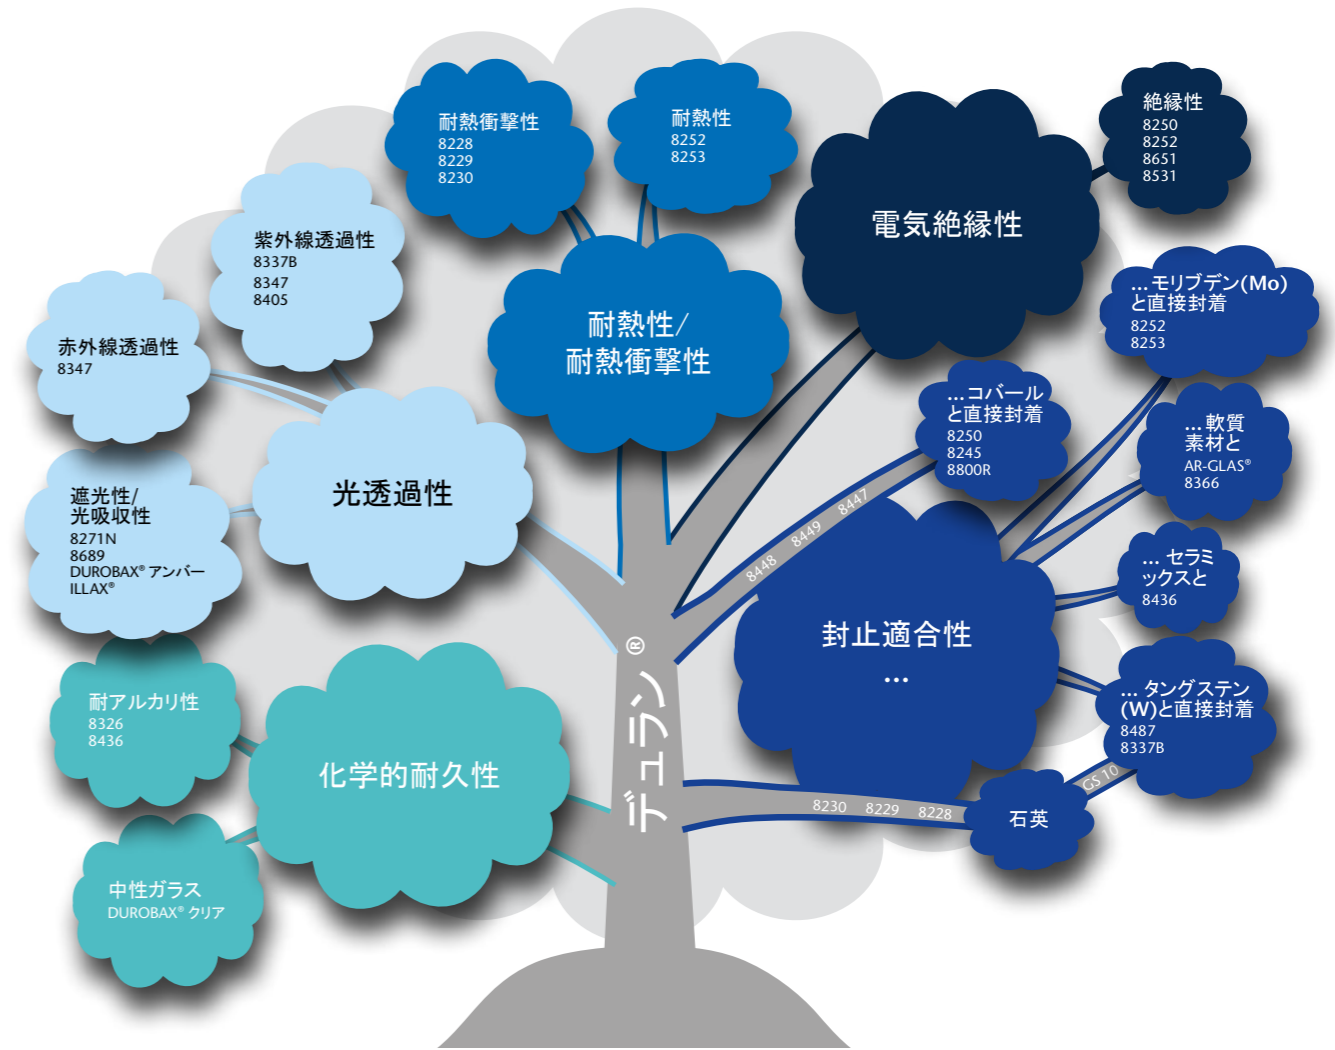 耐熱衝撃性
8228
8229
8230
耐熱性
8252
8253
絶縁性
8250
8252
8651
8531
電気絶縁性
紫外線透過性
8337B
8347
8405
赤外線透過性
8347
耐熱性/
耐熱衝撃性
...モリブデン(Mo)
と直接封着
8252
8253
...コバール
と直接封着
8250
8245
8800R
...軟質
素材と
AR-GLAS®
8366
光透過性
遮光性/
光吸収性
8271N
8689
DUROBAX® アンバー
ILLAX®
8448 8449 8447
... セラミ
ックスと
8436
封止適合性
...
デュラン®
耐アルカリ性
8326
8436
化学的耐久性
... タングステン
(W)と直接封着
8487
8337B
GS 10
8230 8229 8228
石英
中性ガラス
DUROBAX® クリア